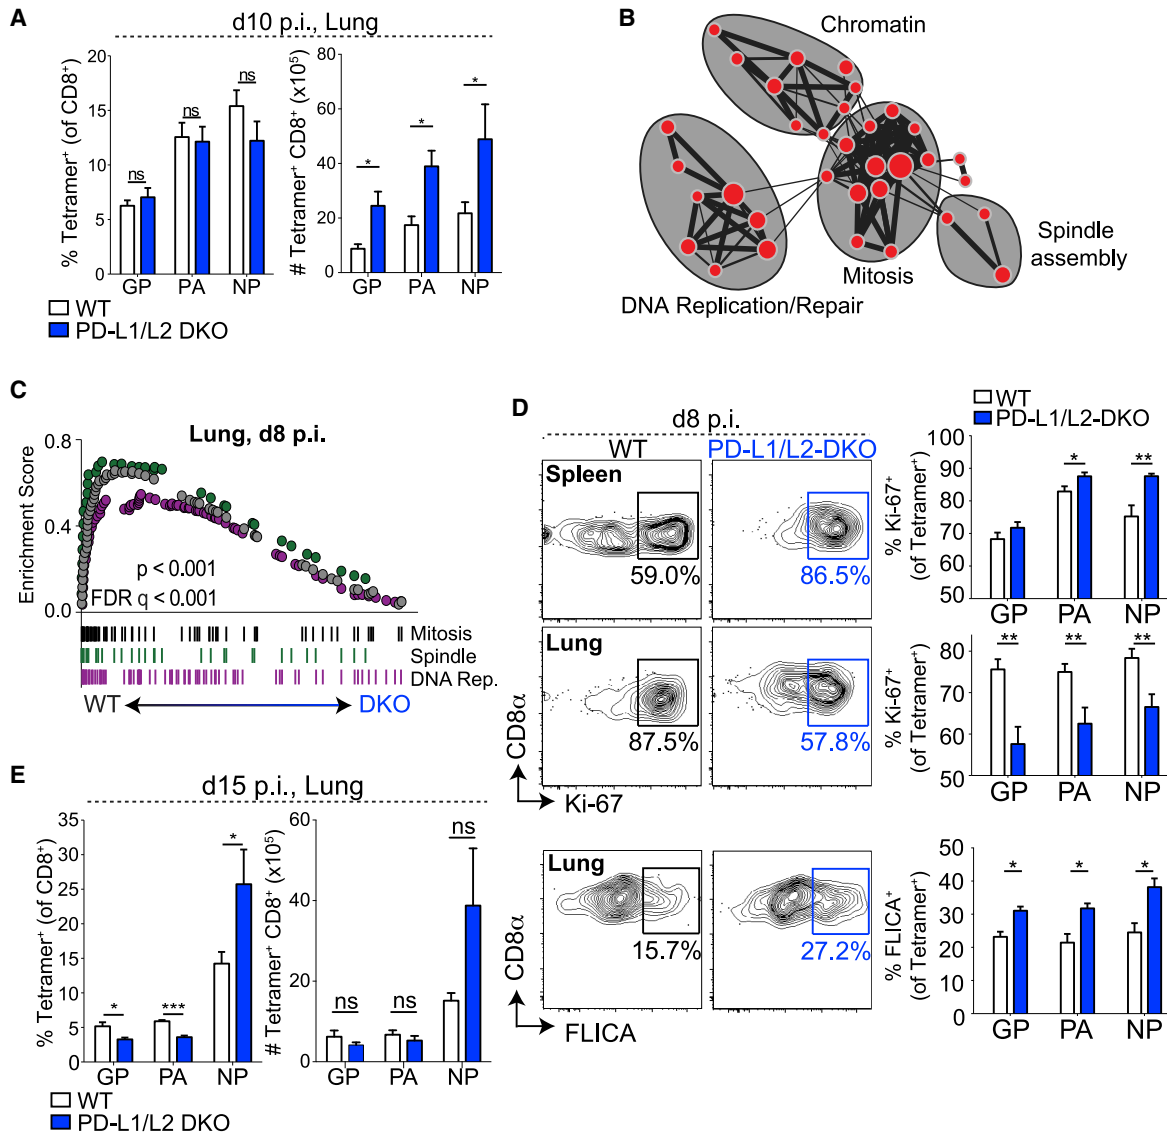 A
d10 p.i., Lung
% Tetramer⁺ (of CD8⁺)
20
15
10
5
0
ns
ns
ns
GP
PA
NP
# Tetramer⁺ CD8⁺ (x10⁵)
80
60
40
20
0
*
*
*
GP
PA
NP
WT
PD-L1/L2 DKO
B
Chromatin
DNA Replication/Repair
Mitosis
Spindle
assembly
C
Lung, d8 p.i.
Enrichment Score
0.8
0.4
0.0
p < 0.001
FDR q < 0.001
Mitosis
Spindle
DNA Rep.
WT
DKO
D
d8 p.i.
WT
PD-L1/L2-DKO
Spleen
59.0%
86.5%
Lung
87.5%
57.8%
CD8α
Ki-67
Lung
15.7%
27.2%
CD8α
FLICA
WT
PD-L1/L2-DKO
% Ki-67⁺
(of Tetramer⁺)
100
90
80
70
60
50
*
**
GP
PA
NP
% Ki-67⁺
(of Tetramer⁺)
80
70
60
50
**
**
**
GP
PA
NP
% FLICA⁺
(of Tetramer⁺)
50
40
30
20
10
0
*
*
*
GP
PA
NP
E
d15 p.i., Lung
% Tetramer⁺ (of CD8⁺)
35
30
25
20
15
10
5
0
*
***
*
GP
PA
NP
# Tetramer⁺ CD8⁺ (x10⁵)
60
40
20
0
ns
ns
ns
GP
PA
NP
WT
PD-L1/L2 DKO